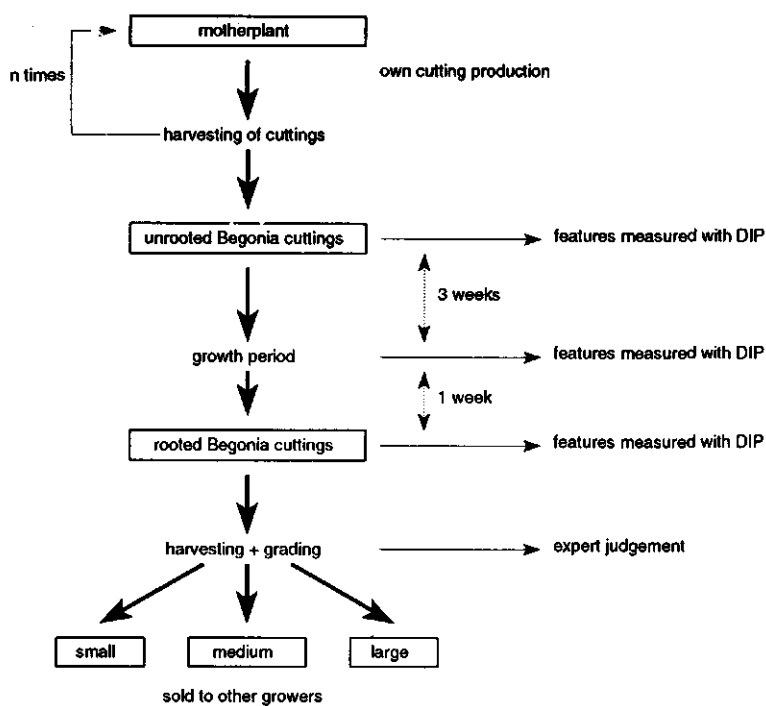 motherplant
n times
own cutting production
harvesting of cuttings
unrooted Begonia cuttings
features measured with DIP
3 weeks
growth period
features measured with DIP
1 week
rooted Begonia cuttings
features measured with DIP
harvesting + grading
expert judgement
small
medium
large
sold to other growers